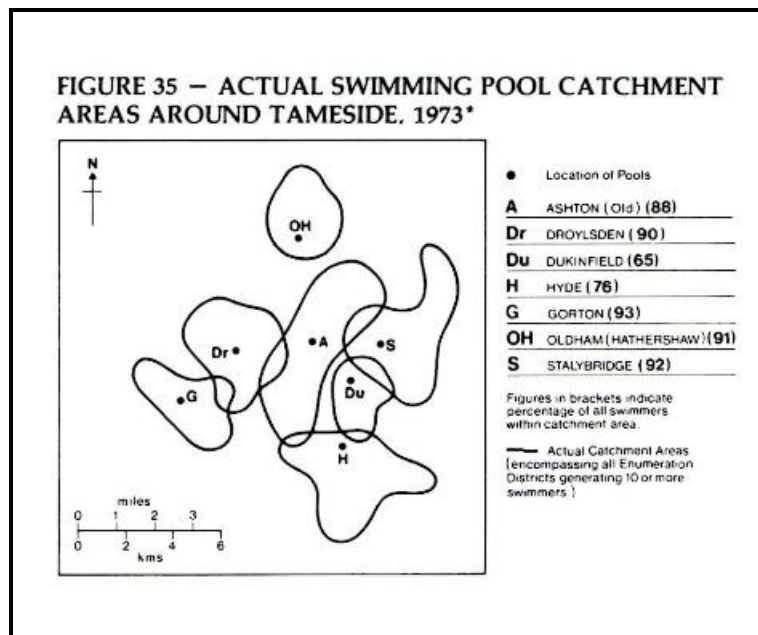 FIGURE 35 — ACTUAL SWIMMING POOL CATCHMENT
AREAS AROUND TAMESIDE, 1973*
N
OH
A
S
Dr
Du
G
H
miles
0 1 2 3
0 2 4 6
kms
Location of Pools
A ASHTON (Old) (88)
Dr DROYLSDEN (90)
Du DUKINFIELD (65)
H HYDE (76)
G GORTON (93)
OH OLDHAM (HATHERSHAW) (91)
S STALYBRIDGE (92)
Figures in brackets indicate
percentage of all swimmers
within catchment area.
Actual Catchment Areas
(encompassing all Enumeration
Districts generating 10 or more
swimmers.)